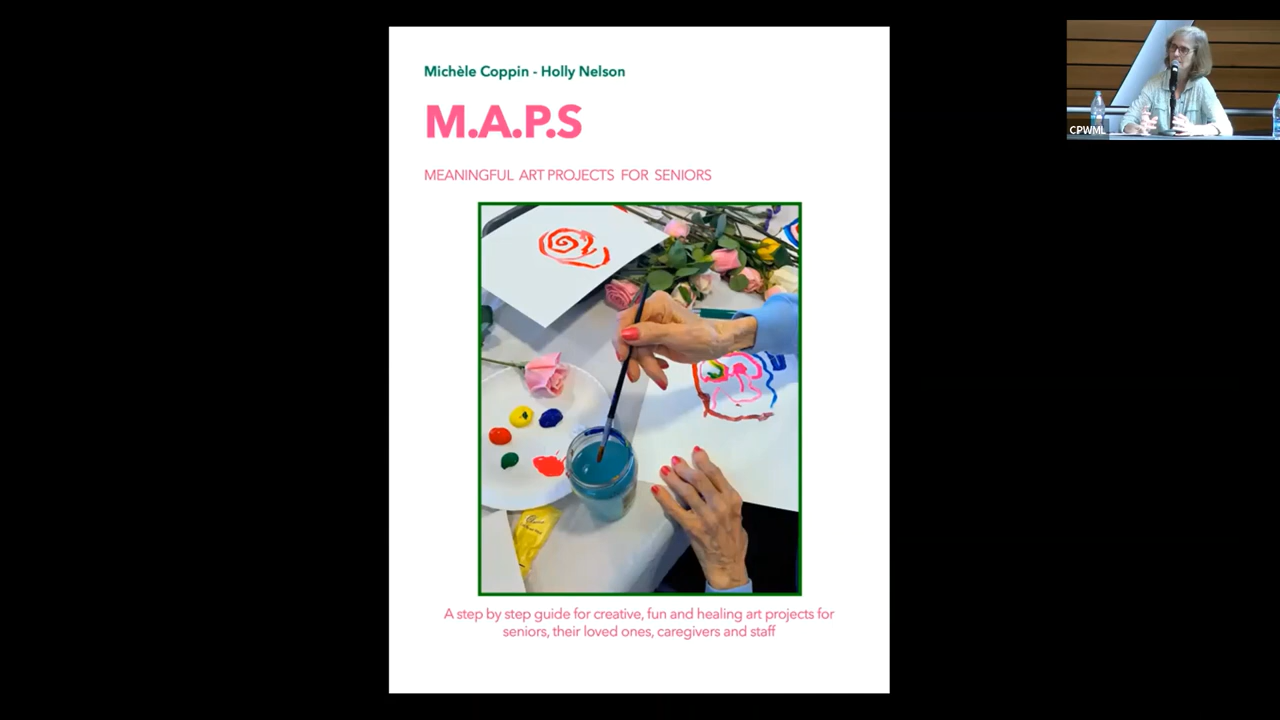 Michèle Coppin - Holly Nelson
M.A.P.S
MEANINGFUL ART PROJECTS FOR SENIORS
A step by step guide for creative, fun and healing art projects for
seniors, their loved ones, caregivers and staff
CPWML